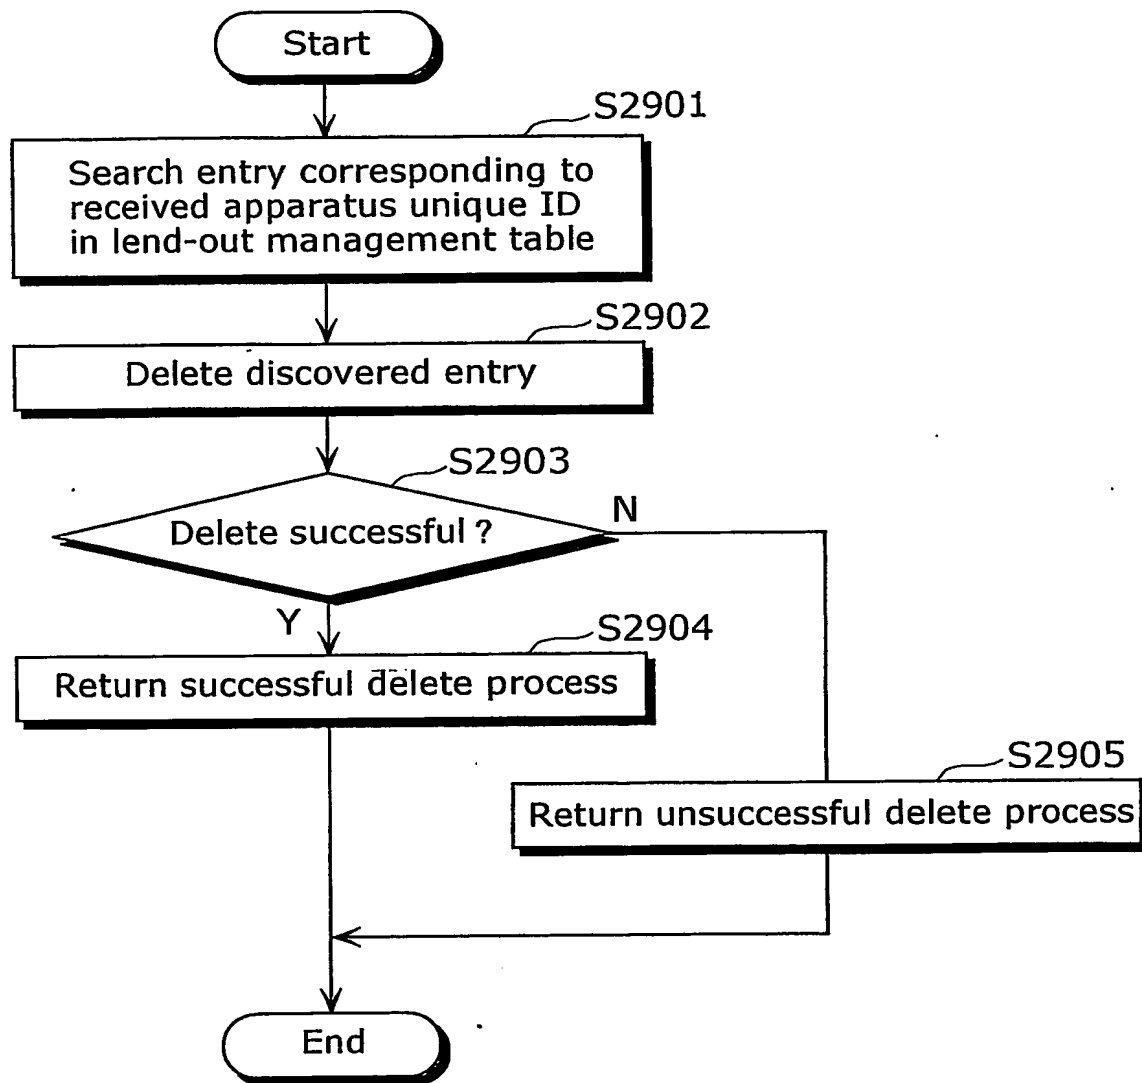 Start
S2901
Search entry corresponding to
received apparatus unique ID
in lend-out management table
S2902
Delete discovered entry
S2903
Delete successful ?
N
Y
S2904
Return successful delete process
S2905
Return unsuccessful delete process
End